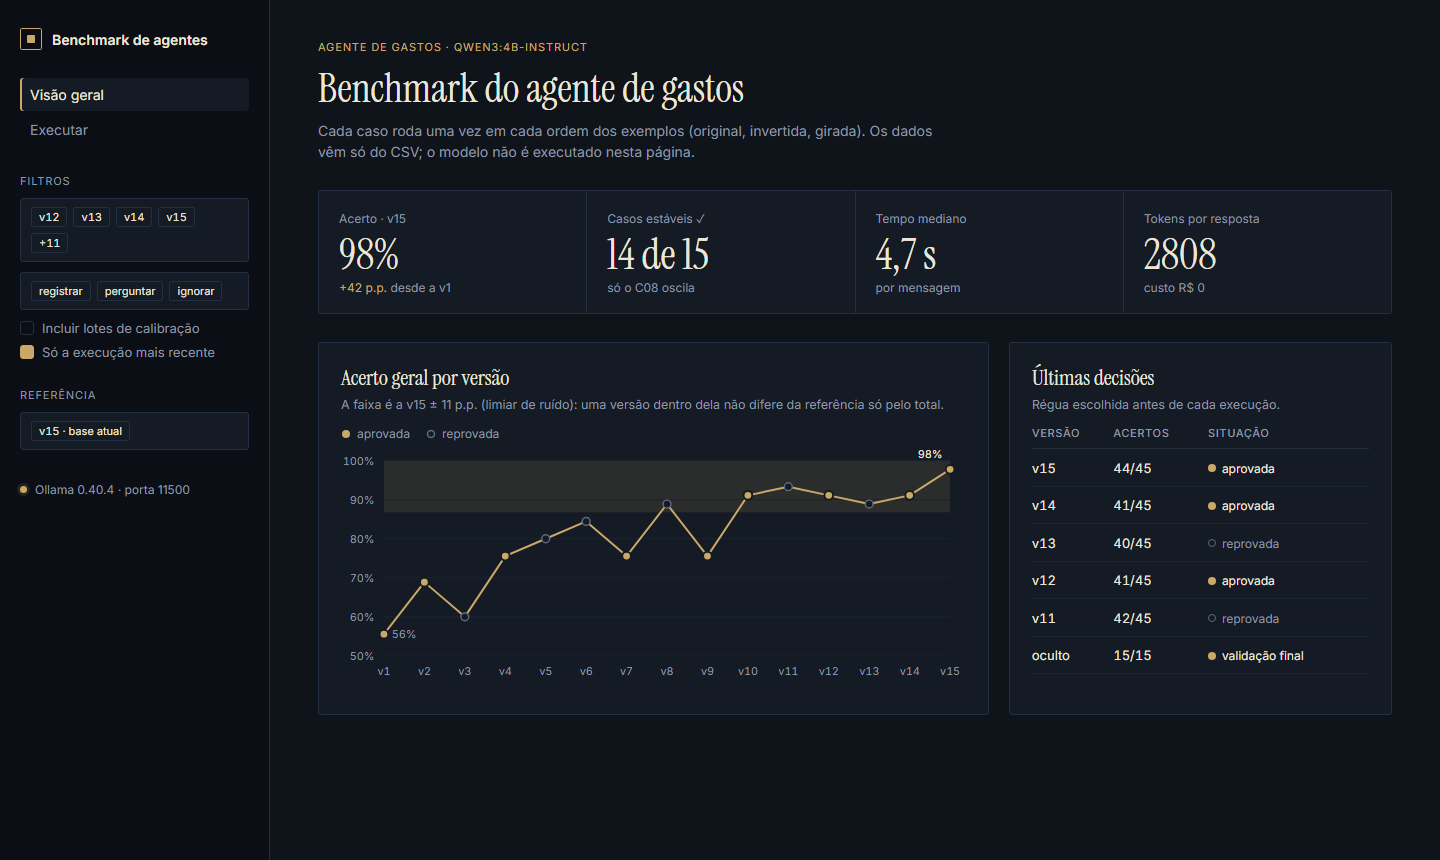 Benchmark de agentes
Visão geral
Executar
FILTROS
v12 v13 v14 v15
+11
registrar perguntar ignorar
Incluir lotes de calibração
Só a execução mais recente
REFERÊNCIA
v15 · base atual
Ollama 0.40.4 · porta 11500
AGENTE DE GASTOS · QWEN3:4B-INSTRUCT
Benchmark do agente de gastos
Cada caso roda uma vez em cada ordem dos exemplos (original, invertida, girada). Os dados
vêm só do CSV; o modelo não é executado nesta página.
Acerto · v15
98%
+42 p.p. desde a v1
Casos estáveis ✓
14 de 15
só o C08 oscila
Tempo mediano
4,7 s
por mensagem
Tokens por resposta
2808
custo R$ 0
Acerto geral por versão
A faixa é a v15 ± 11 p.p. (limiar de ruído): uma versão dentro dela não difere da referência só pelo total.
aprovada reprovada
98%
100%
90%
80%
70%
60%
56%
50%
v1 v2 v3 v4 v5 v6 v7 v8 v9 v10 v11 v12 v13 v14 v15
Últimas decisões
Régua escolhida antes de cada execução.
VERSÃO ACERTOS SITUAÇÃO
v15 44/45 aprovada
v14 41/45 aprovada
v13 40/45 reprovada
v12 41/45 aprovada
v11 42/45 reprovada
oculto 15/15 validação final